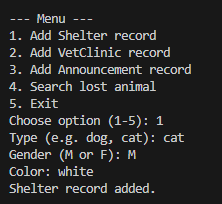 --- Menu ---
1. Add Shelter record
2. Add VetClinic record
3. Add Announcement record
4. Search lost animal
5. Exit
Choose option (1-5): 1
Type (e.g. dog, cat): cat
Gender (M or F): M
Color: white
Shelter record added.